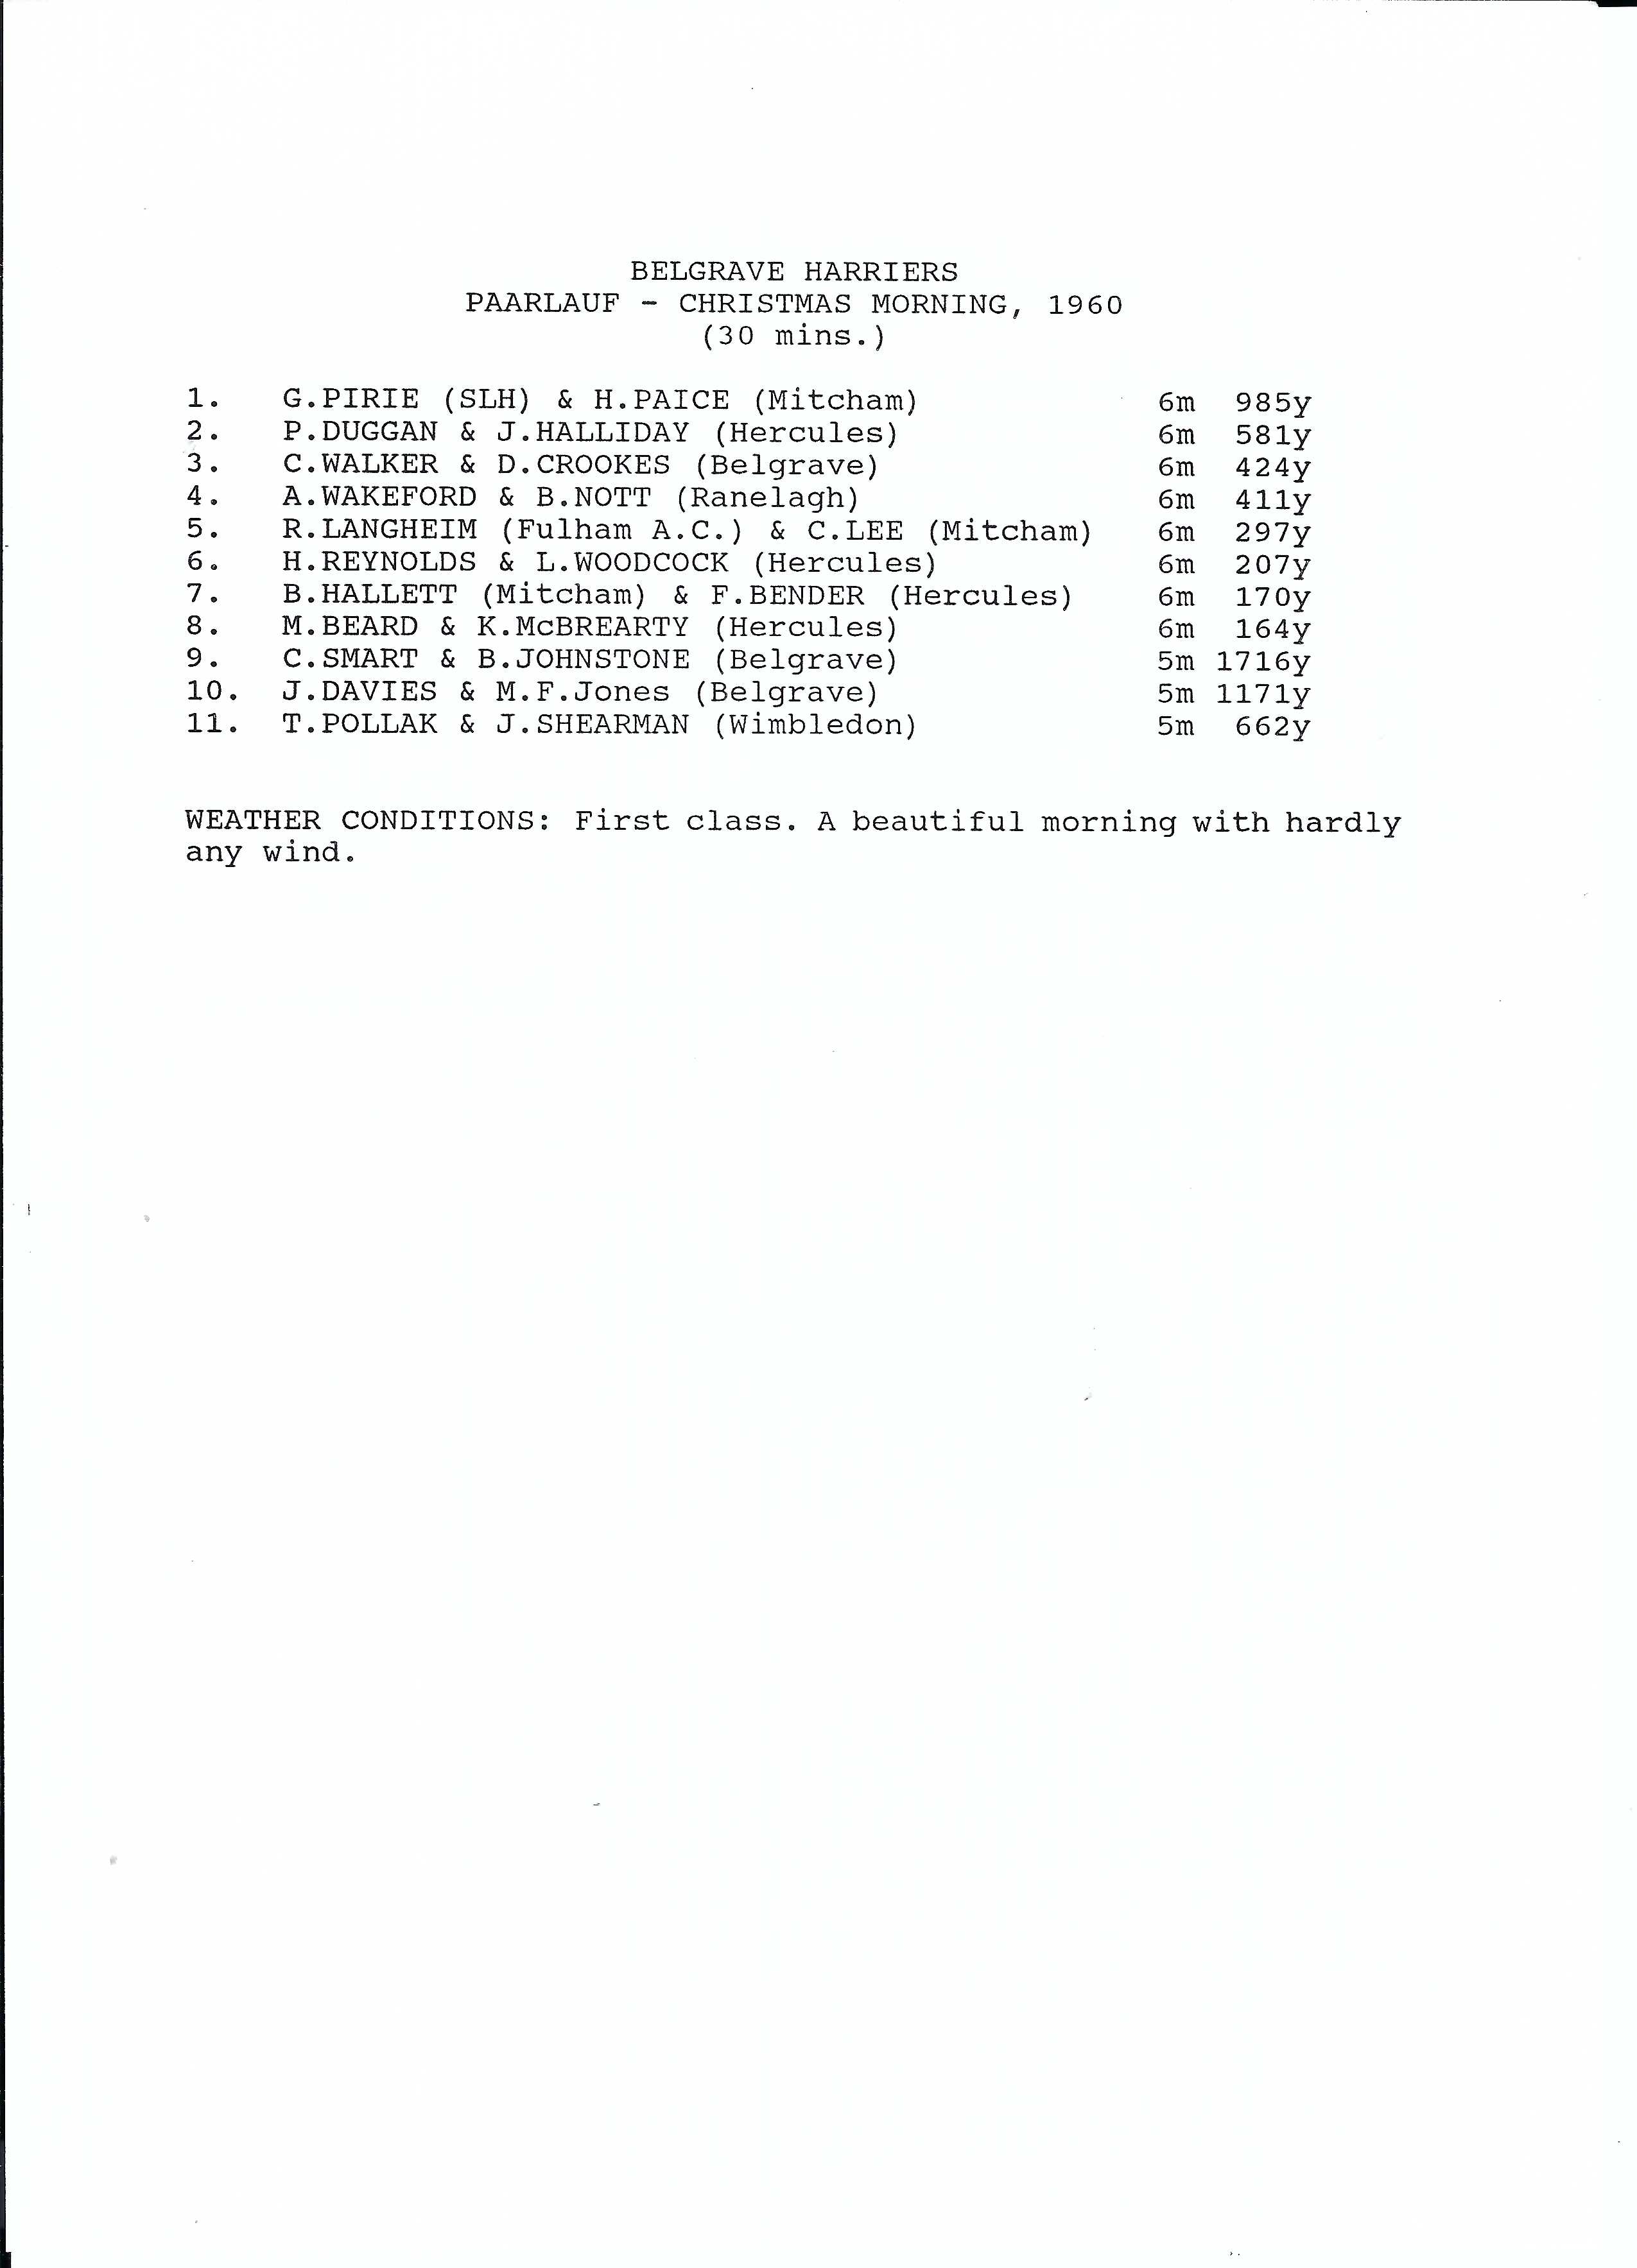 BELGRAVE HARRIERS
PAARLAUF - CHRISTMAS MORNING, 1960
(30 mins.)
1. G.PIRIE (SLH) & H.PAICE (Mitcham) 6m 985y
2. P.DUGGAN & J.HALLIDAY (Hercules) 6m 581y
3. C.WALKER & D.CROOKES (Belgrave) 6m 424y
4. A.WAKEFORD & B.NOTT (Ranelagh) 6m 411y
5. R.LANGHEIM (Fulham A.C.) & C.LEE (Mitcham) 6m 297y
6. H.REYNOLDS & L.WOODCOCK (Hercules) 6m 207y
7. B.HALLETT (Mitcham) & F.BENDER (Hercules) 6m 170y
8. M.BEARD & K.McBREARTY (Hercules) 6m 164y
9. C.SMART & B.JOHNSTONE (Belgrave) 5m 1716y
10. J.DAVIES & M.F.Jones (Belgrave) 5m 1171y
11. T.POLLAK & J.SHEARMAN (Wimbledon) 5m 662y
WEATHER CONDITIONS: First class. A beautiful morning with hardly
any wind.